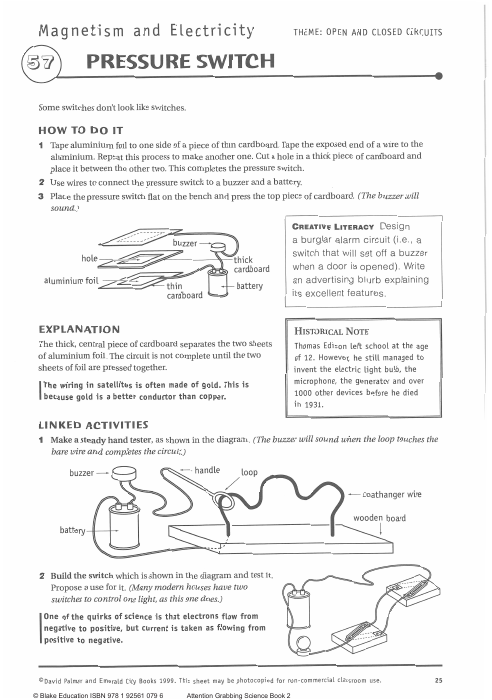 Magnetism and Electricity
THEME: OPEN AND CLOSED CIRCUITS
57
PRESSURE SWITCH
Some switches don't look like switches.
HOW TO DO IT
1 Tape aluminium foil to one side of a piece of thin cardboard. Tape the exposed end of a wire to the
aluminium. Repeat this process to make another one. Cut a hole in a thick piece of cardboard and
place it between the other two. This completes the pressure switch.
2 Use wires to connect the pressure switch to a buzzer and a battery.
3 Place the pressure switch flat on the bench and press the top piece of cardboard. (The buzzer will
sound.)
buzzer
hole
thick
cardboard
aluminium foil
thin
cardboard
battery
CREATIVE LITERACY Design
a burglar alarm circuit (i.e., a
switch that will set off a buzzer
when a door is opened). Write
an advertising blurb explaining
its excellent features.
EXPLANATION
The thick, central piece of cardboard separates the two sheets
of aluminium foil. The circuit is not complete until the two
sheets of foil are pressed together.
The wiring in satellites is often made of gold. This is
because gold is a better conductor than copper.
HISTORICAL NOTE
Thomas Edison left school at the age
of 12. However, he still managed to
invent the electric light bulb, the
microphone, the generator and over
1000 other devices before he died
in 1931.
LINKED ACTIVITIES
1 Make a steady hand tester, as shown in the diagram. (The buzzer will sound when the loop touches the
bare wire and completes the circuit.)
buzzer
handle
loop
coathanger wire
wooden board
battery
2 Build the switch which is shown in the diagram and test it.
Propose a use for it. (Many modern houses have two
switches to control one light, as this one does.)
One of the quirks of science is that electrons flow from
negative to positive, but current is taken as flowing from
positive to negative.
©David Palmer and Emerald City Books 1999. This sheet may be photocopied for non-commercial classroom use.
25
© Blake Education ISBN 978 1 92561 079 6 Attention Grabbing Science Book 2